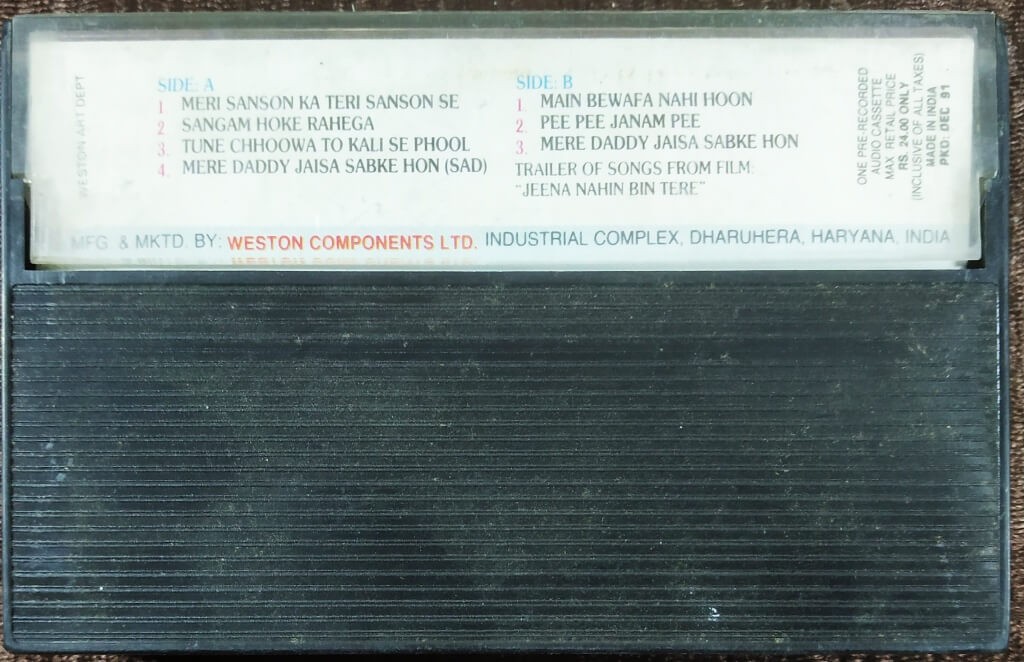 WESTON ART DEPT
SIDE: A
1. MERI SANSON KA TERI SANSON SE
2. SANGAM HOKE RAHEGA
3. TUNE CHHOOWA TO KALI SE PHOOL
4. MERE DADDY JAISA SABKE HON (SAD)
SIDE: B
1. MAIN BEWAFA NAHI HOON
2. PEE PEE JANAM PEE
3. MERE DADDY JAISA SABKE HON
TRAILER OF SONGS FROM FILM:
"JEENA NAHIN BIN TERE"
ONE PRE-RECORDED
AUDIO CASSETTE
MAX RETAIL PRICE
RS. 24.00 ONLY
(INCLUSIVE OF ALL TAXES)
MADE IN INDIA
PKD: DEC 91
MFG. & MKTD. BY: WESTON COMPONENTS LTD. INDUSTRIAL COMPLEX, DHARUHERA, HARYANA, INDIA